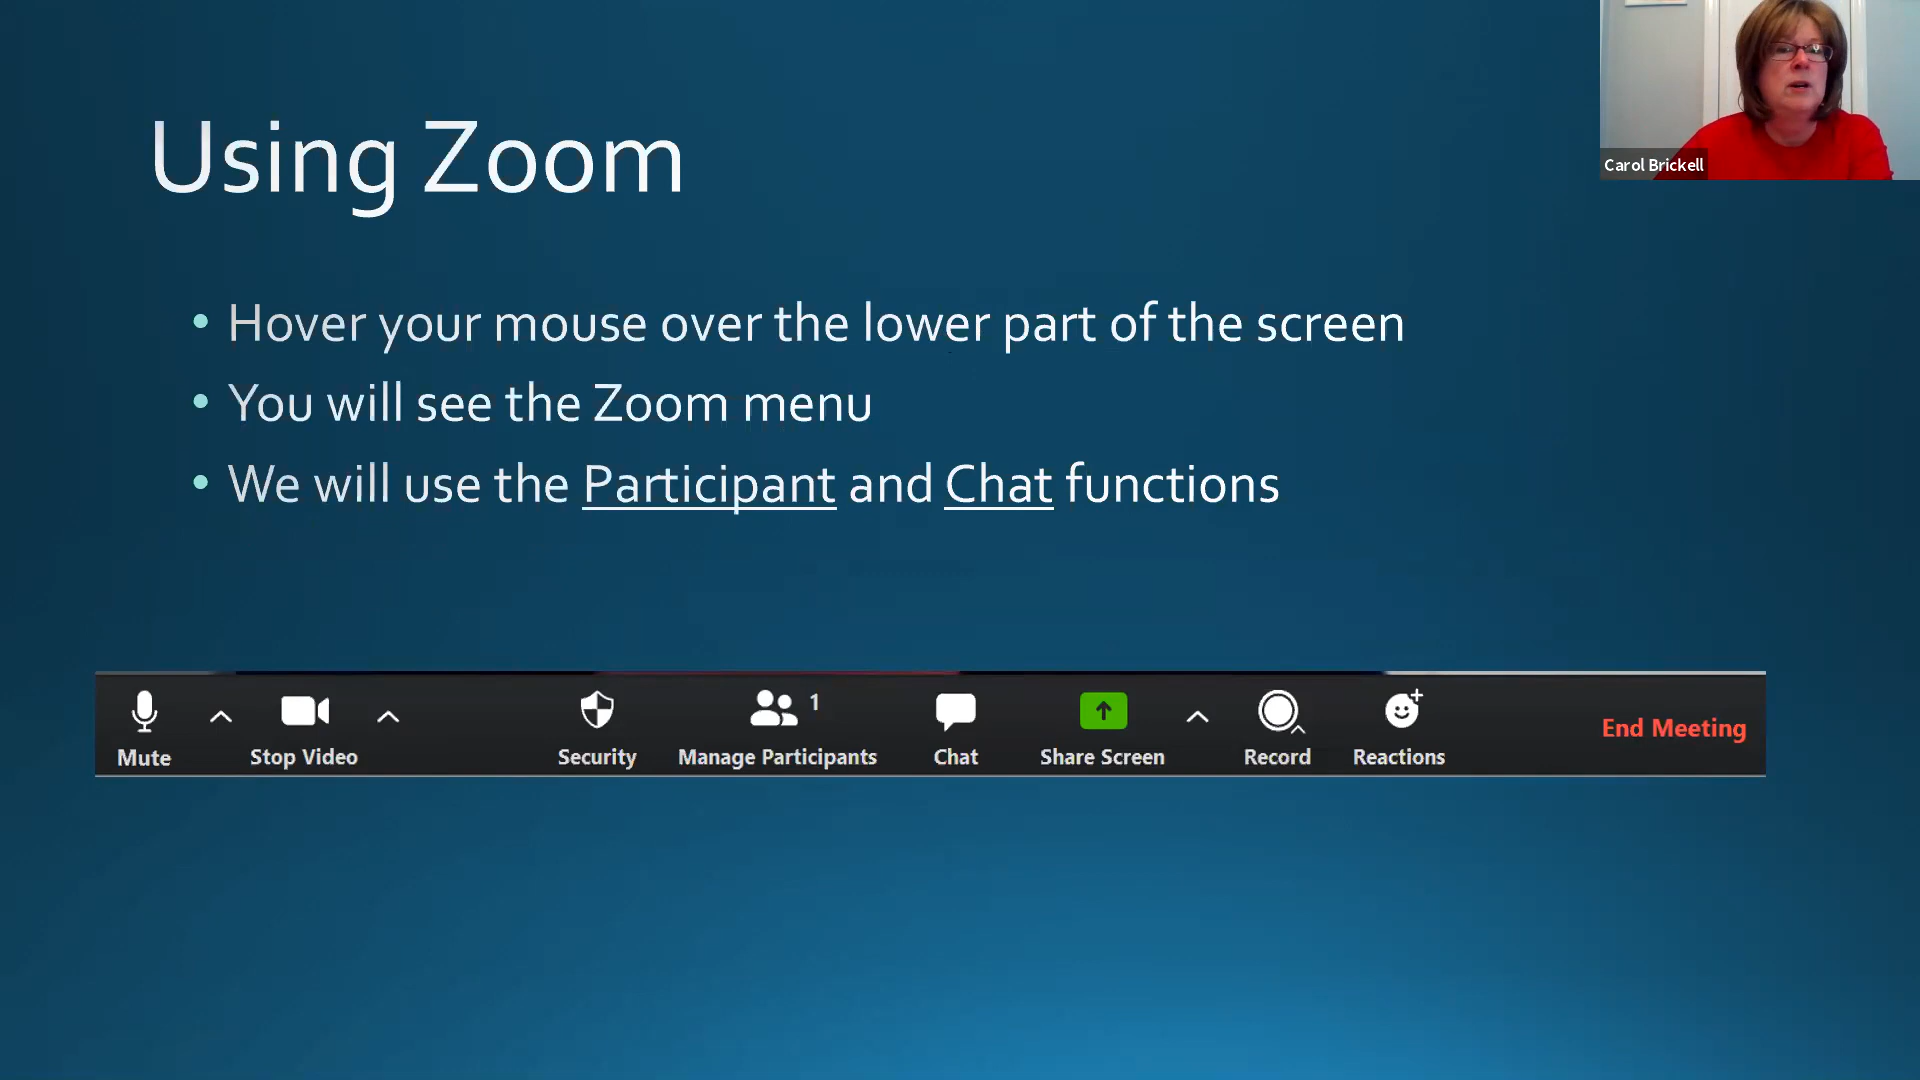 Using Zoom
Carol Brickell
• Hover your mouse over the lower part of the screen
• You will see the Zoom menu
• We will use the Participant and Chat functions
1
Mute Stop Video Security Manage Participants Chat Share Screen Record Reactions End Meeting